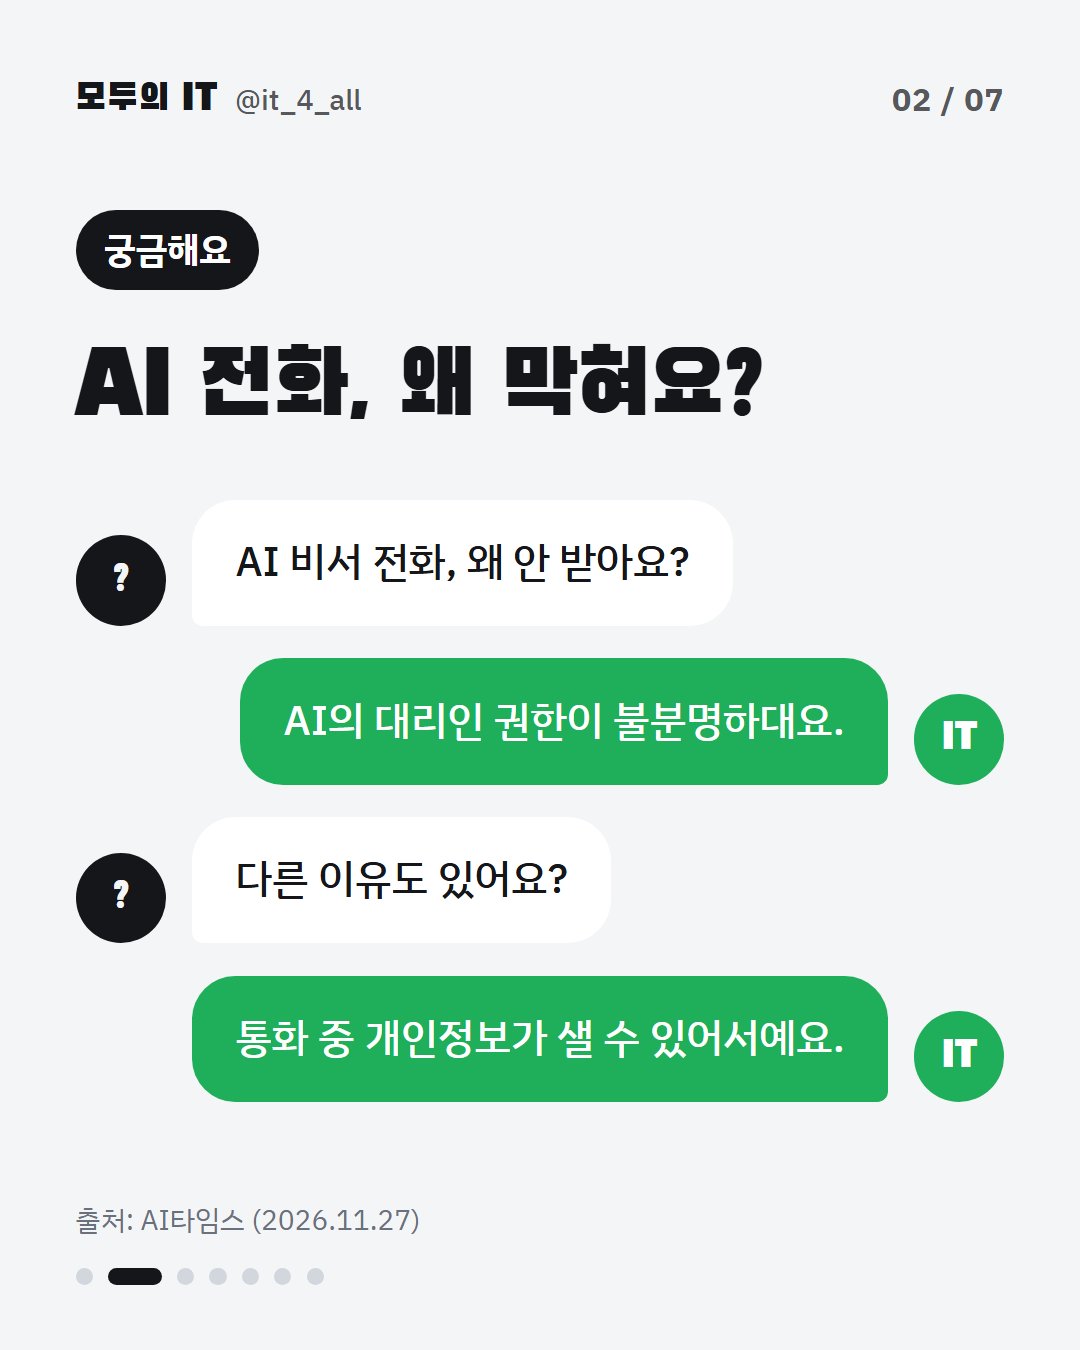 모두의 IT @it_4_all
02 / 07
궁금해요
AI 전화, 왜 막혀요?
?
AI 비서 전화, 왜 안 받아요?
AI의 대리인 권한이 불분명하대요.
IT
?
다른 이유도 있어요?
통화 중 개인정보가 샐 수 있어서예요.
IT
출처: AI타임스 (2026.11.27)